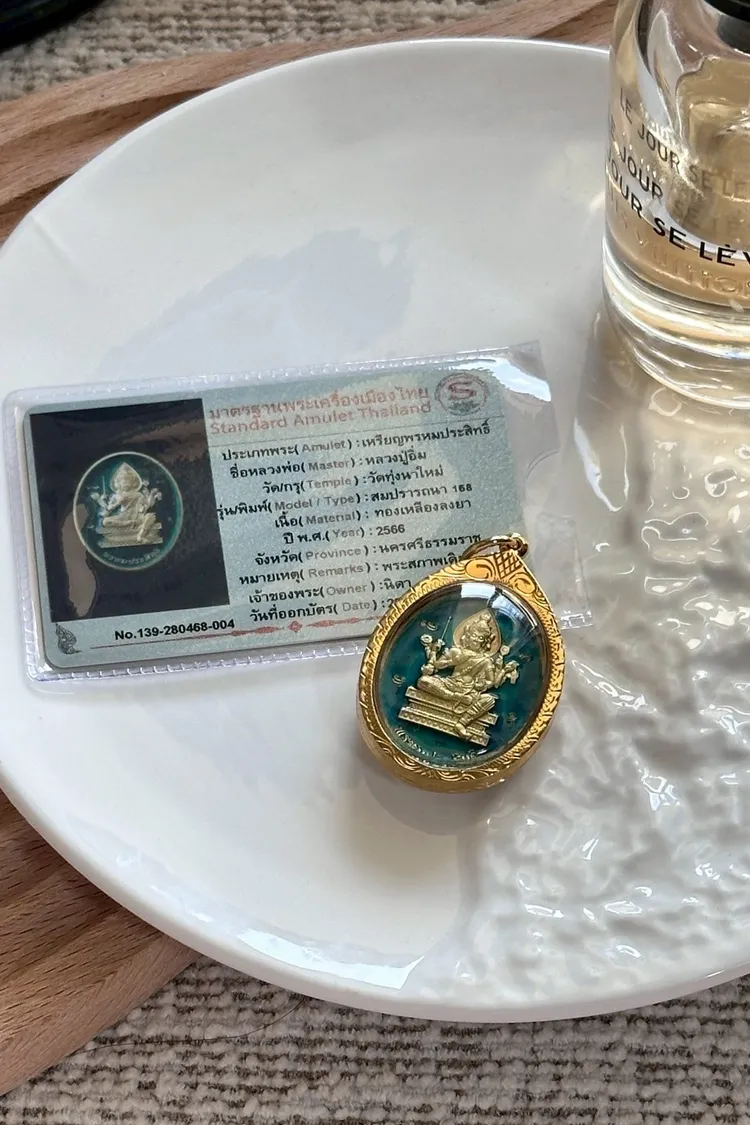 มาตรฐานพระเครื่องเมืองไทย
Standard Amulet Thailand
ประเภทพระ( Amulet ) : เหรียญพรหมประสิทธิ์
ชื่อหลวงพ่อ( Master ) : หลวงปู่อิ่ม
วัด/กรุ( Temple ) : วัดทุ่งนาใหม่
รุ่น/พิมพ์( Model / Type ) : สมปรารถนา 168
เนื้อ( Material ) : ทองเหลืองลงยา
ปี พ.ศ.( Year ) : 2566
จังหวัด( Province ) : นครศรีธรรมราช
หมายเหตุ( Remarks ) : พระสภาพเดิม
เจ้าของพระ( Owner ) : นิดา
วันที่ออกบัตร( Date ) : 2
No.139-280468-004
LE JOUR SE LE
JOUR SE LE
JOUR SE LÈV